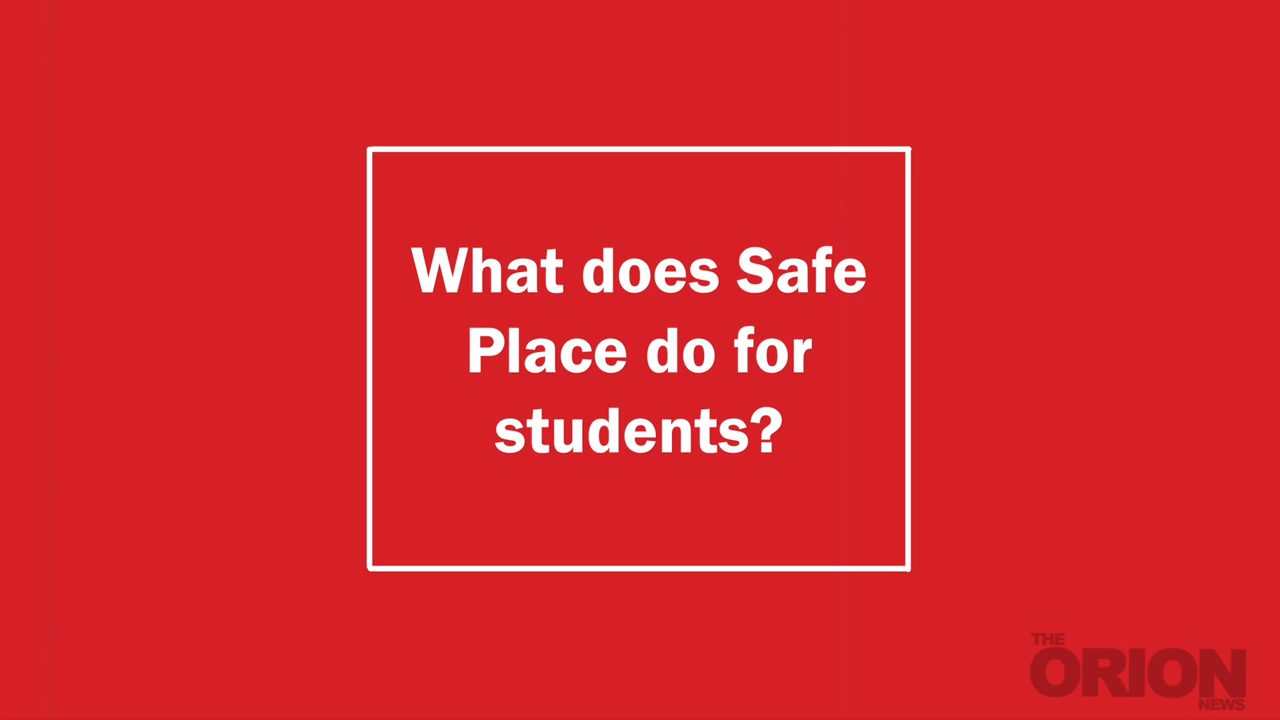 What does Safe
Place do for
students?
THE
ORION
NEWS